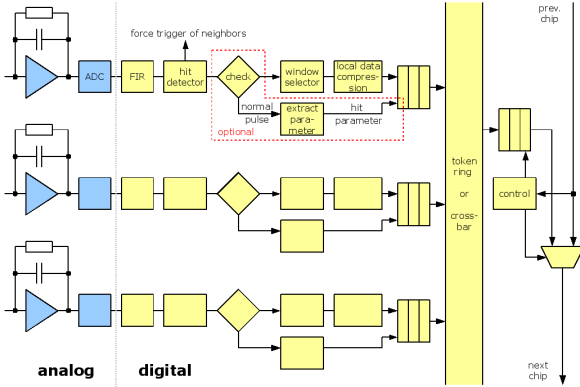 prev.
chip
force trigger of neighbors
ADC
FIR
hit
detector
check
window
selector
local data
compres-
sion
normal
pulse
extract
para-
meter
hit
parameter
optional
token
ring
or
cross-
bar
control
analog
digital
next
chip